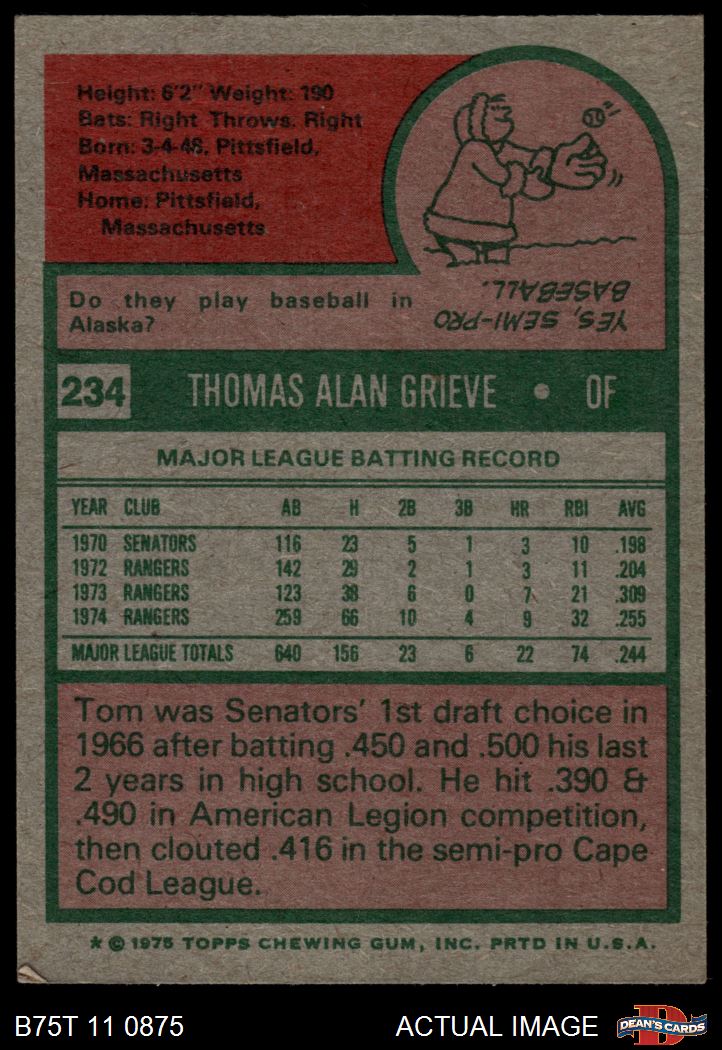 Height: 6'2" Weight: 190
Bats: Right Throws: Right
Born: 3-4-48, Pittsfield,
Massachusetts
Home: Pittsfield,
Massachusetts
Do they play baseball in
Alaska?
YES, SEMI-PRO
BASEBALL.
234 THOMAS ALAN GRIEVE • OF
MAJOR LEAGUE BATTING RECORD
YEAR CLUB AB H 2B 3B HR RBI AVG
1970 SENATORS 116 23 5 1 3 10 .198
1972 RANGERS 142 29 2 1 3 11 .204
1973 RANGERS 123 38 6 0 7 21 .309
1974 RANGERS 259 66 10 4 9 32 .255
MAJOR LEAGUE TOTALS 640 156 23 6 22 74 .244
Tom was Senators' 1st draft choice in
1966 after batting .450 and .500 his last
2 years in high school. He hit .390 &
.490 in American Legion competition,
then clouted .416 in the semi-pro Cape
Cod League.
* © 1975 TOPPS CHEWING GUM, INC. PRTD IN U.S.A.
B75T 11 0875 ACTUAL IMAGE D DEAN'S CARDS